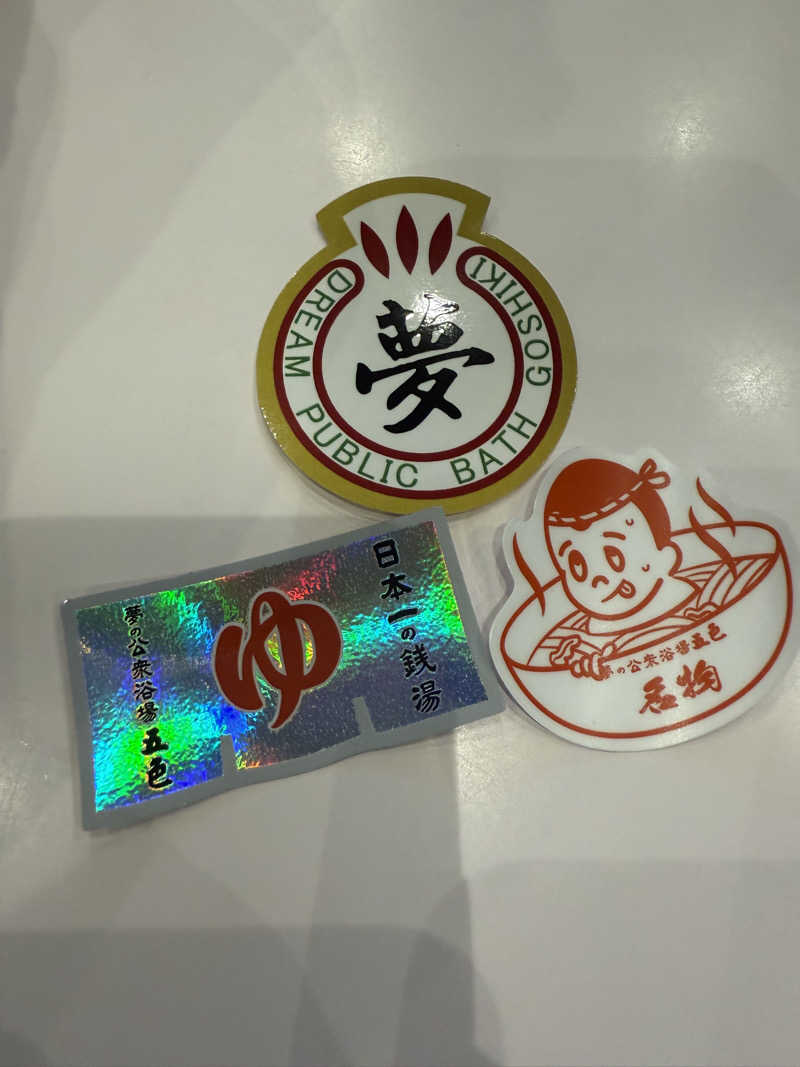 夢
DREAM PUBLIC BATH GOSHIKI
日本一の銭湯
ゆ
夢の公衆浴場 五色
夢の公衆浴場五色
名物